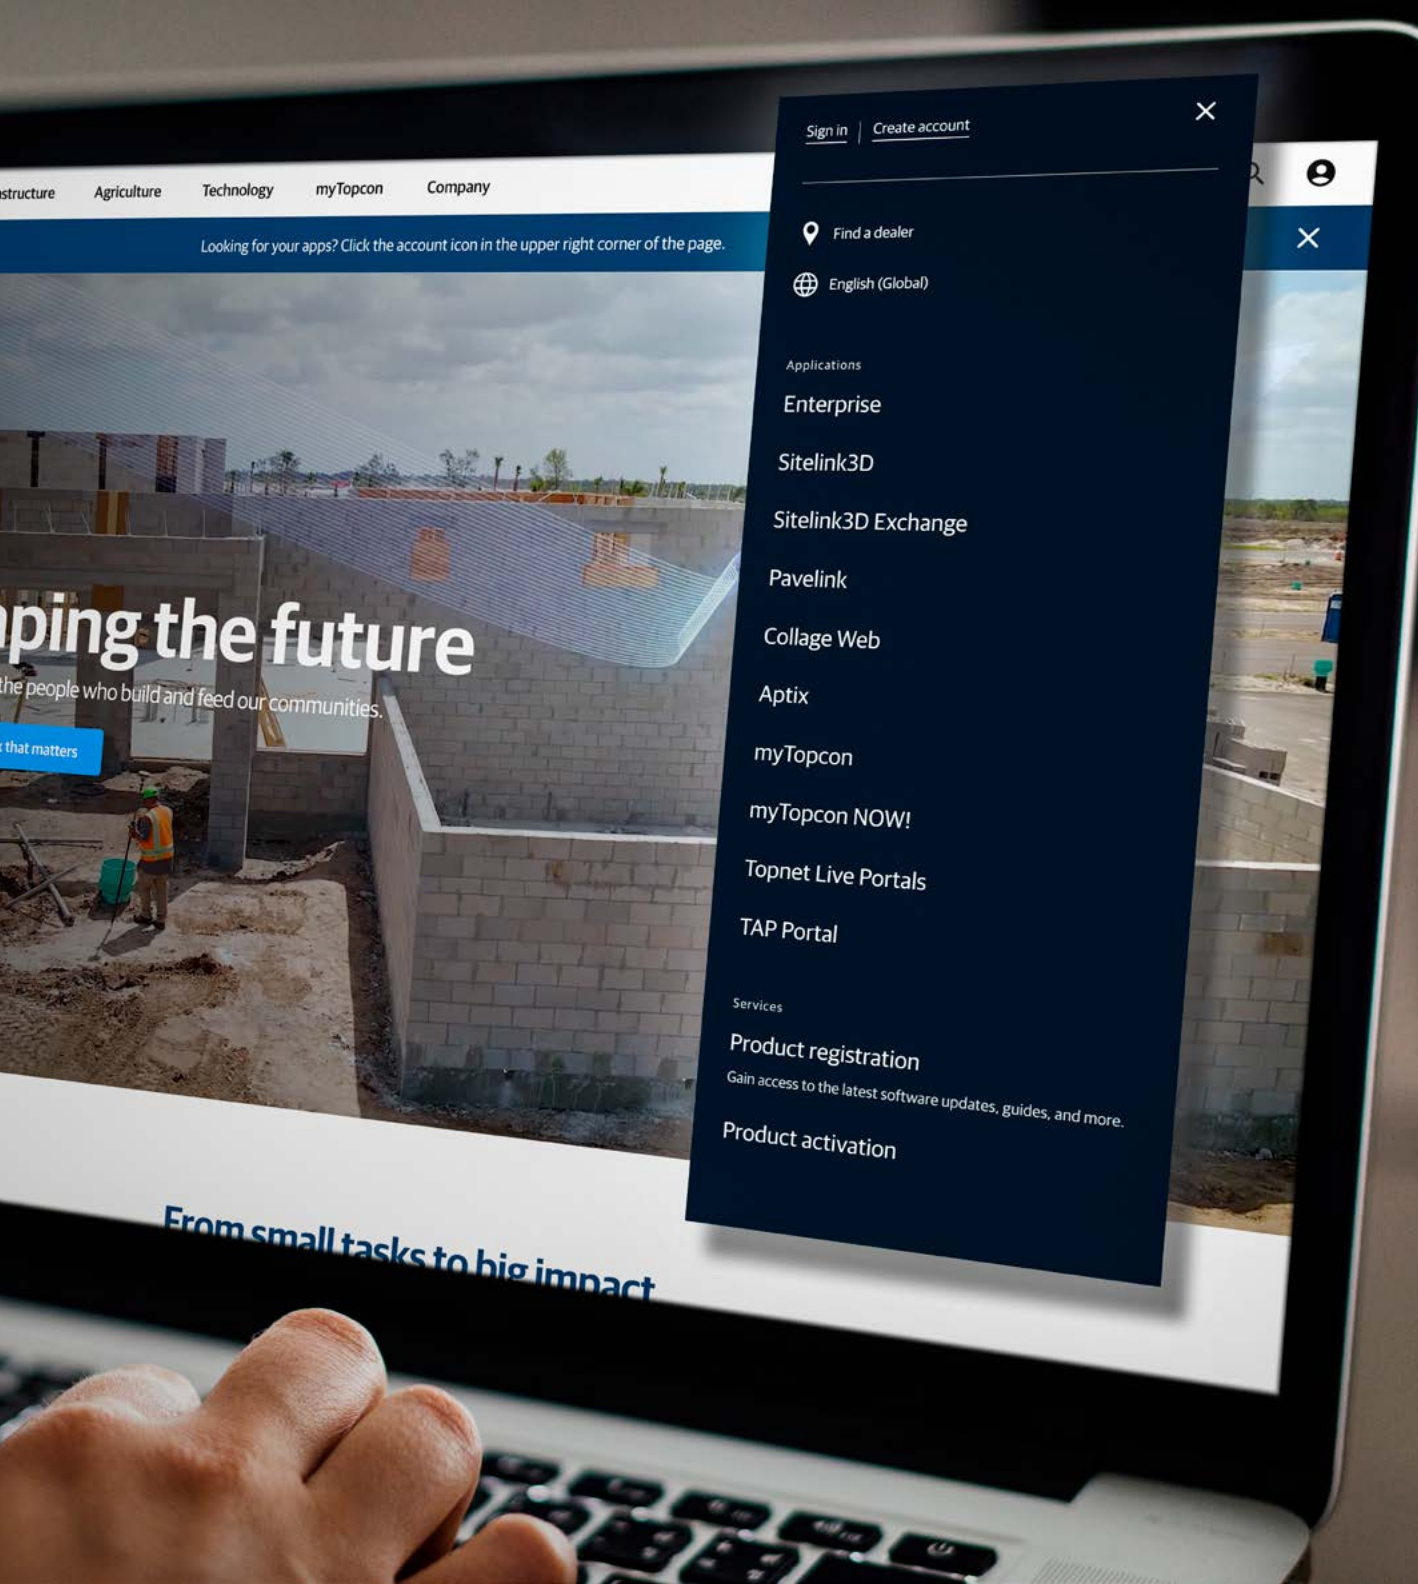 Sign in | Create account
Agriculture Technology myTopcon Company
Looking for your apps? Click the account icon in the upper right corner of the page.
Find a dealer
English (Global)
Applications
Enterprise
Sitelink3D
Sitelink3D Exchange
Pavelink
Collage Web
Aptix
myTopcon
myTopcon NOW!
Topnet Live Portals
TAP Portal
Services
Product registration
Gain access to the latest software updates, guides, and more.
Product activation
the future
the people who build and feed our communities.
that matters
From small tasks to big impact